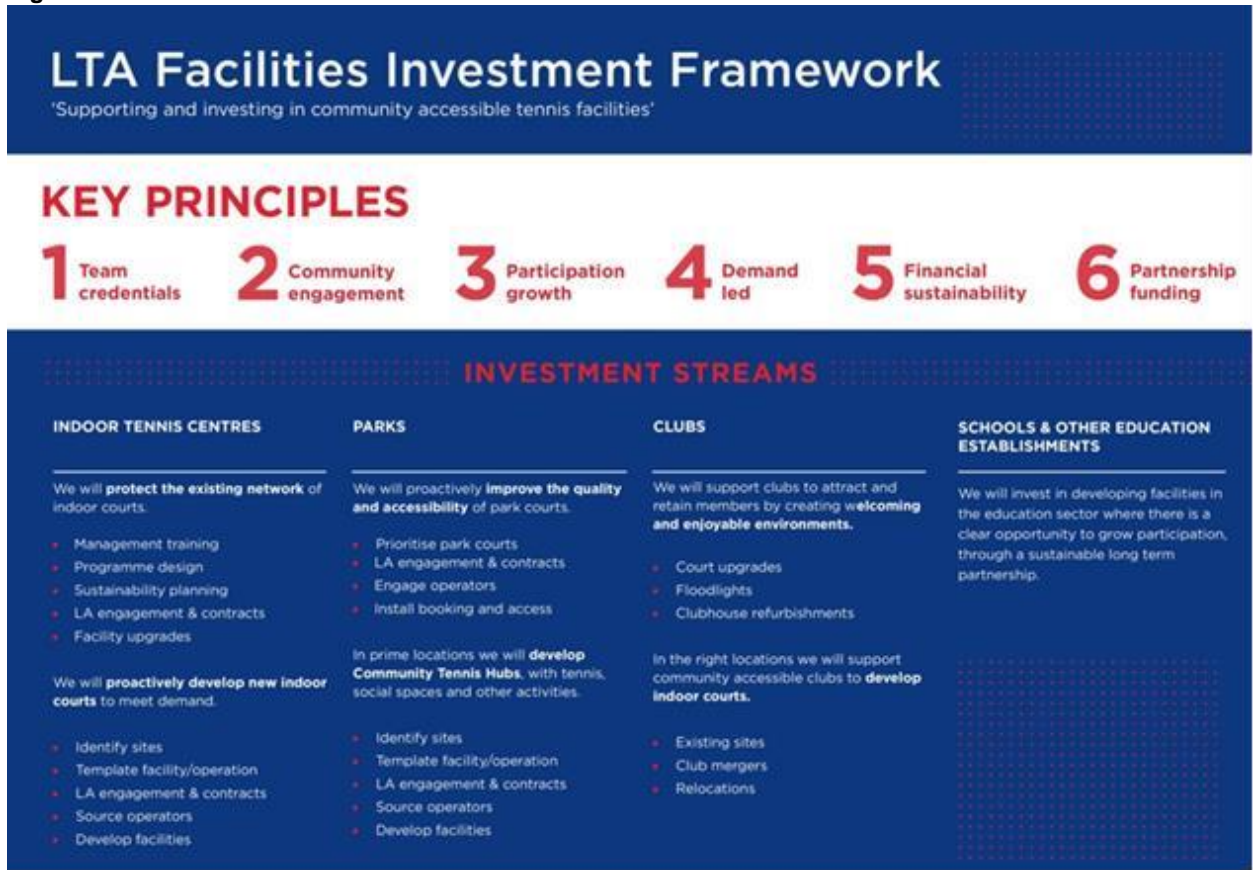 LTA Facilities Investment Framework
'Supporting and investing in community accessible tennis facilities'
KEY PRINCIPLES
1 Team
credentials
2 Community
engagement
3 Participation
growth
4 Demand
led
5 Financial
sustainability
6 Partnership
funding
INVESTMENT STREAMS
INDOOR TENNIS CENTRES
We will protect the existing network of
indoor courts.
Management training
Programme design
Sustainability planning
LA engagement & contracts
Facility upgrades
We will proactively develop new indoor
courts to meet demand.
Identify sites
Template facility/operation
LA engagement & contracts
Source operators
Develop facilities
PARKS
We will proactively improve the quality
and accessibility of park courts.
Prioritise park courts
LA engagement & contracts
Engage operators
Install booking and access
In prime locations we will develop
Community Tennis Hubs, with tennis,
social spaces and other activities.
Identify sites
Template facility/operation
LA engagement & contracts
Source operators
Develop facilities
CLUBS
We will support clubs to attract and
retain members by creating welcoming
and enjoyable environments.
Court upgrades
Floodlights
Clubhouse refurbishments
In the right locations we will support
community accessible clubs to develop
indoor courts.
Existing sites
Club mergers
Relocations
SCHOOLS & OTHER EDUCATION
ESTABLISHMENTS
We will invest in developing facilities in
the education sector where there is a
clear opportunity to grow participation,
through a sustainable long term
partnership.